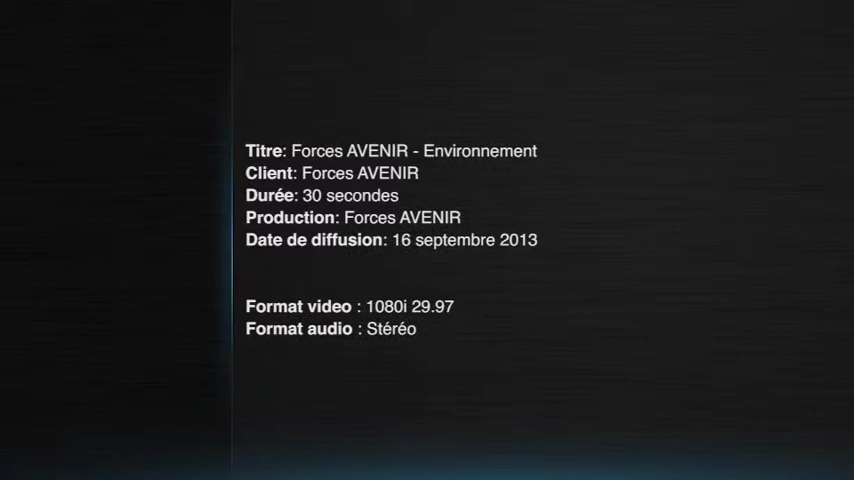 Titre: Forces AVENIR - Environnement
Client: Forces AVENIR
Durée: 30 secondes
Production: Forces AVENIR
Date de diffusion: 16 septembre 2013
Format video : 1080i 29.97
Format audio : Stéréo